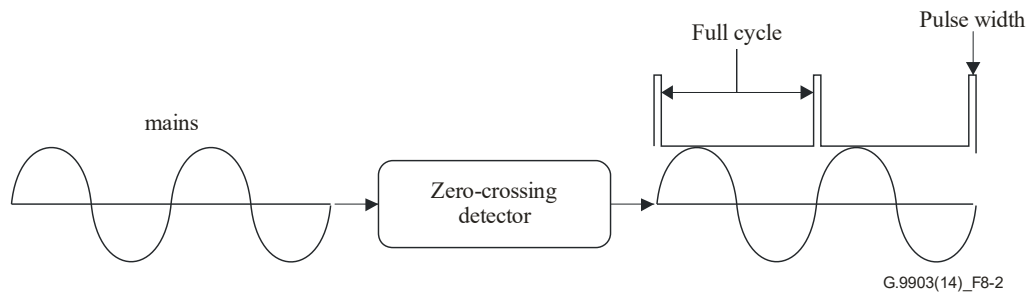 Pulse width
Full cycle
mains
Zero-crossing
detector
G.9903(14)_F8-2